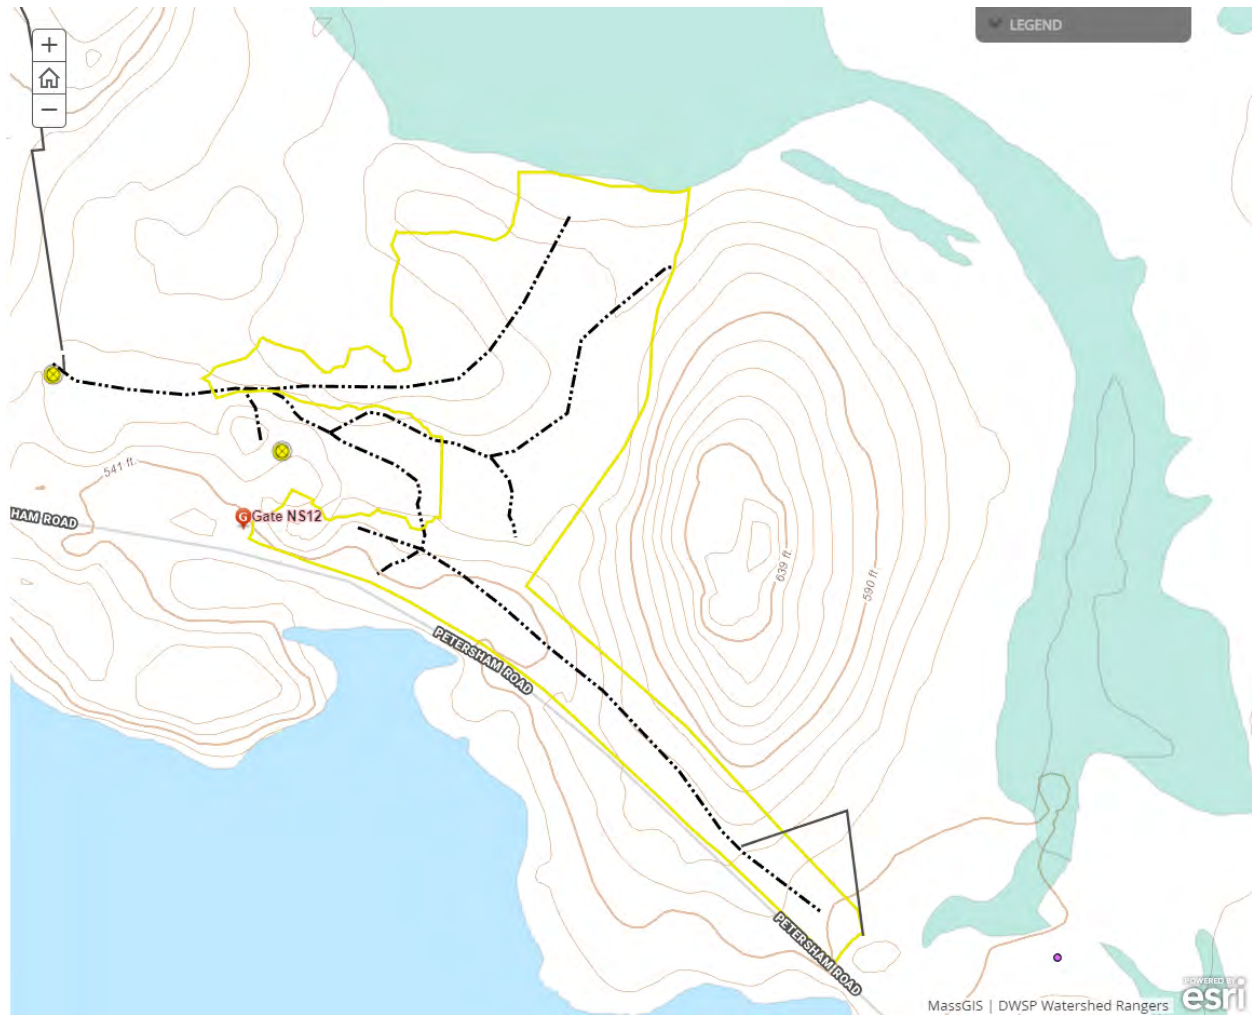 +
LEGEND
−
541 ft.
HAM ROAD
G Gate NS12
639 ft.
590 ft.
PETERSHAM ROAD
PETERSHAM ROAD
MassGIS | DWSP Watershed Rangers
POWERED BY
esri